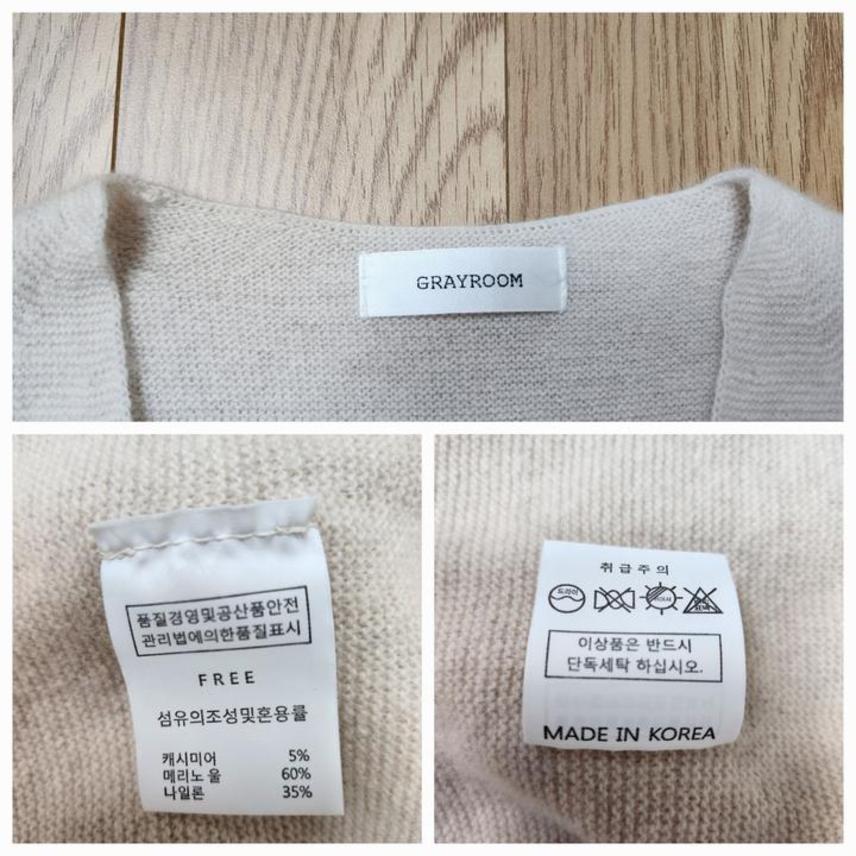 GRAYROOM
품질경영및공산품안전
관리법에의한품질표시
FREE
섬유의조성및혼용률
캐시미어 5%
메리노 울 60%
나일론 35%
취급주의
드라이
이상품은 반드시
단독세탁 하십시오.
MADE IN KOREA